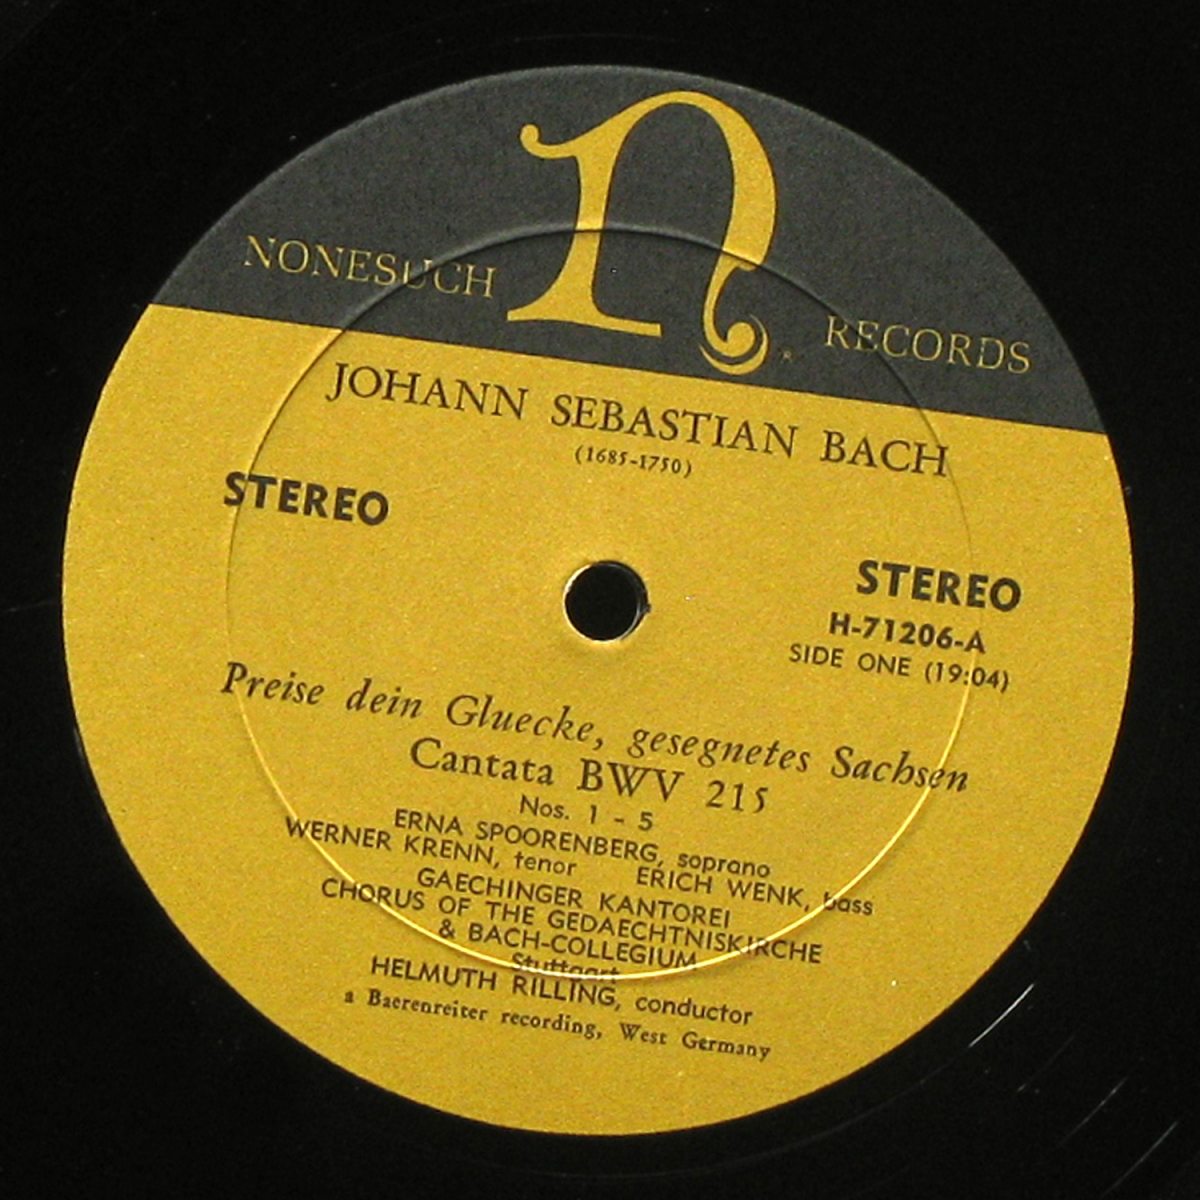 n
NONESUCH RECORDS
®
JOHANN SEBASTIAN BACH
(1685-1750)
STEREO
STEREO
H-71206-A
SIDE ONE (19:04)
Preise dein Gluecke, gesegnetes Sachsen
Cantata BWV 215
Nos. 1 - 5
ERNA SPOORENBERG, soprano
WERNER KRENN, tenor ERICH WENK, bass
GAECHINGER KANTOREI
CHORUS OF THE GEDAECHTNISKIRCHE
& BACH-COLLEGIUM
Stuttgart
HELMUTH RILLING, conductor
a Baerenreiter recording, West Germany